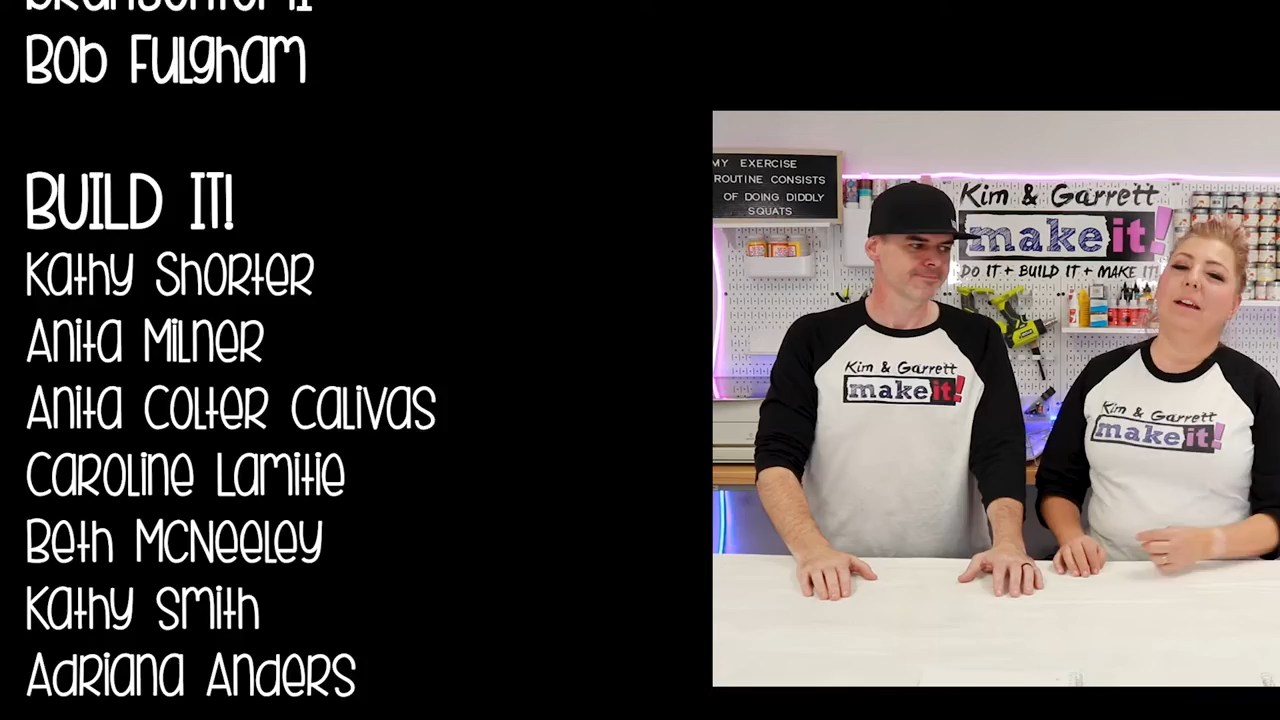 Bob Fulgham
BUILD IT!
Kathy Shorter
Anita Milner
Anita Colter Calivas
Caroline Lamitie
Beth McNeeley
Kathy Smith
Adriana Anders
MY EXERCISE
ROUTINE CONSISTS
OF DOING DIDDLY
SQUATS
Kim & Garrett
make it!
DO IT + BUILD IT + MAKE IT!
Kim & Garrett
make it!
Kim & Garrett
make it!